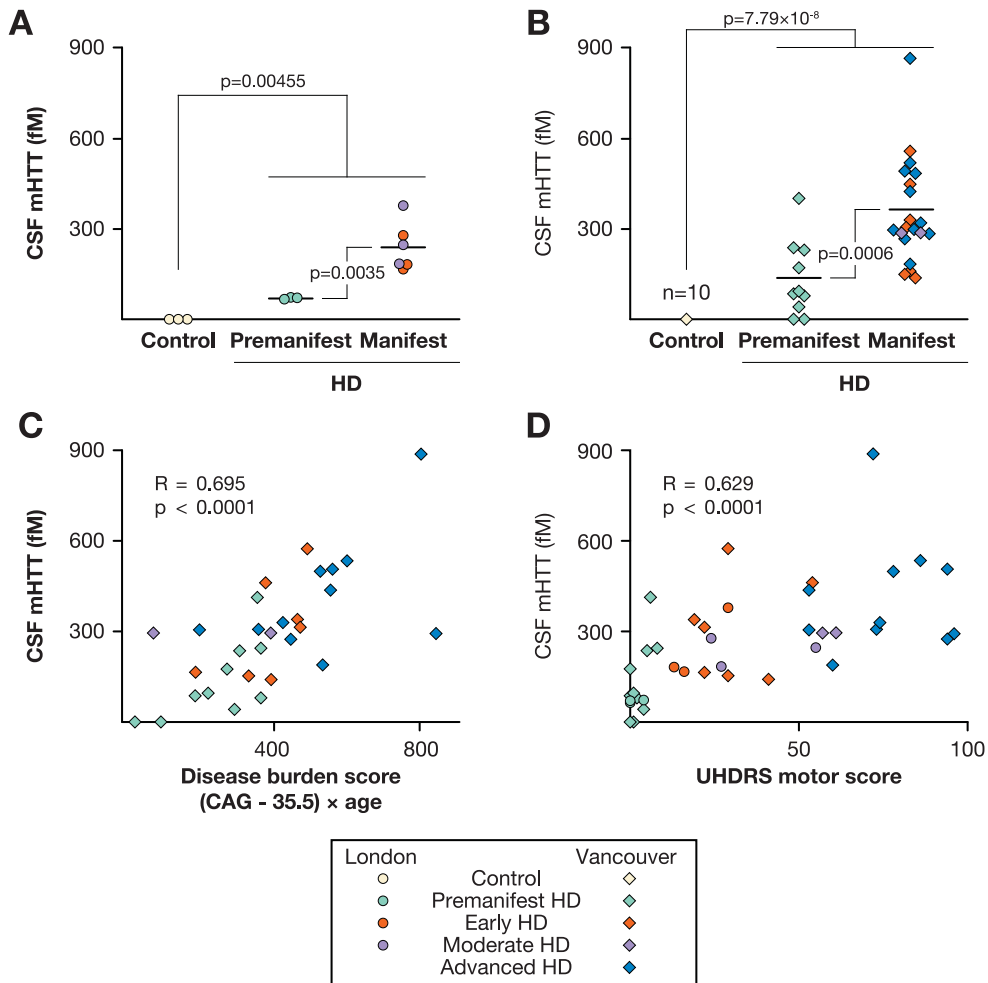 A
CSF mHTT (fM)
900
600
300
p=0.00455
p=0.0035
Control Premanifest Manifest
HD
B
CSF mHTT (fM)
900
600
300
p=7.79×10⁻⁸
p=0.0006
n=10
Control Premanifest Manifest
HD
C
CSF mHTT (fM)
900
600
300
R = 0.695
p < 0.0001
400 800
Disease burden score
(CAG - 35.5) × age
D
CSF mHTT (fM)
900
600
300
R = 0.629
p < 0.0001
50 100
UHDRS motor score
London Vancouver
Control
Premanifest HD
Early HD
Moderate HD
Advanced HD